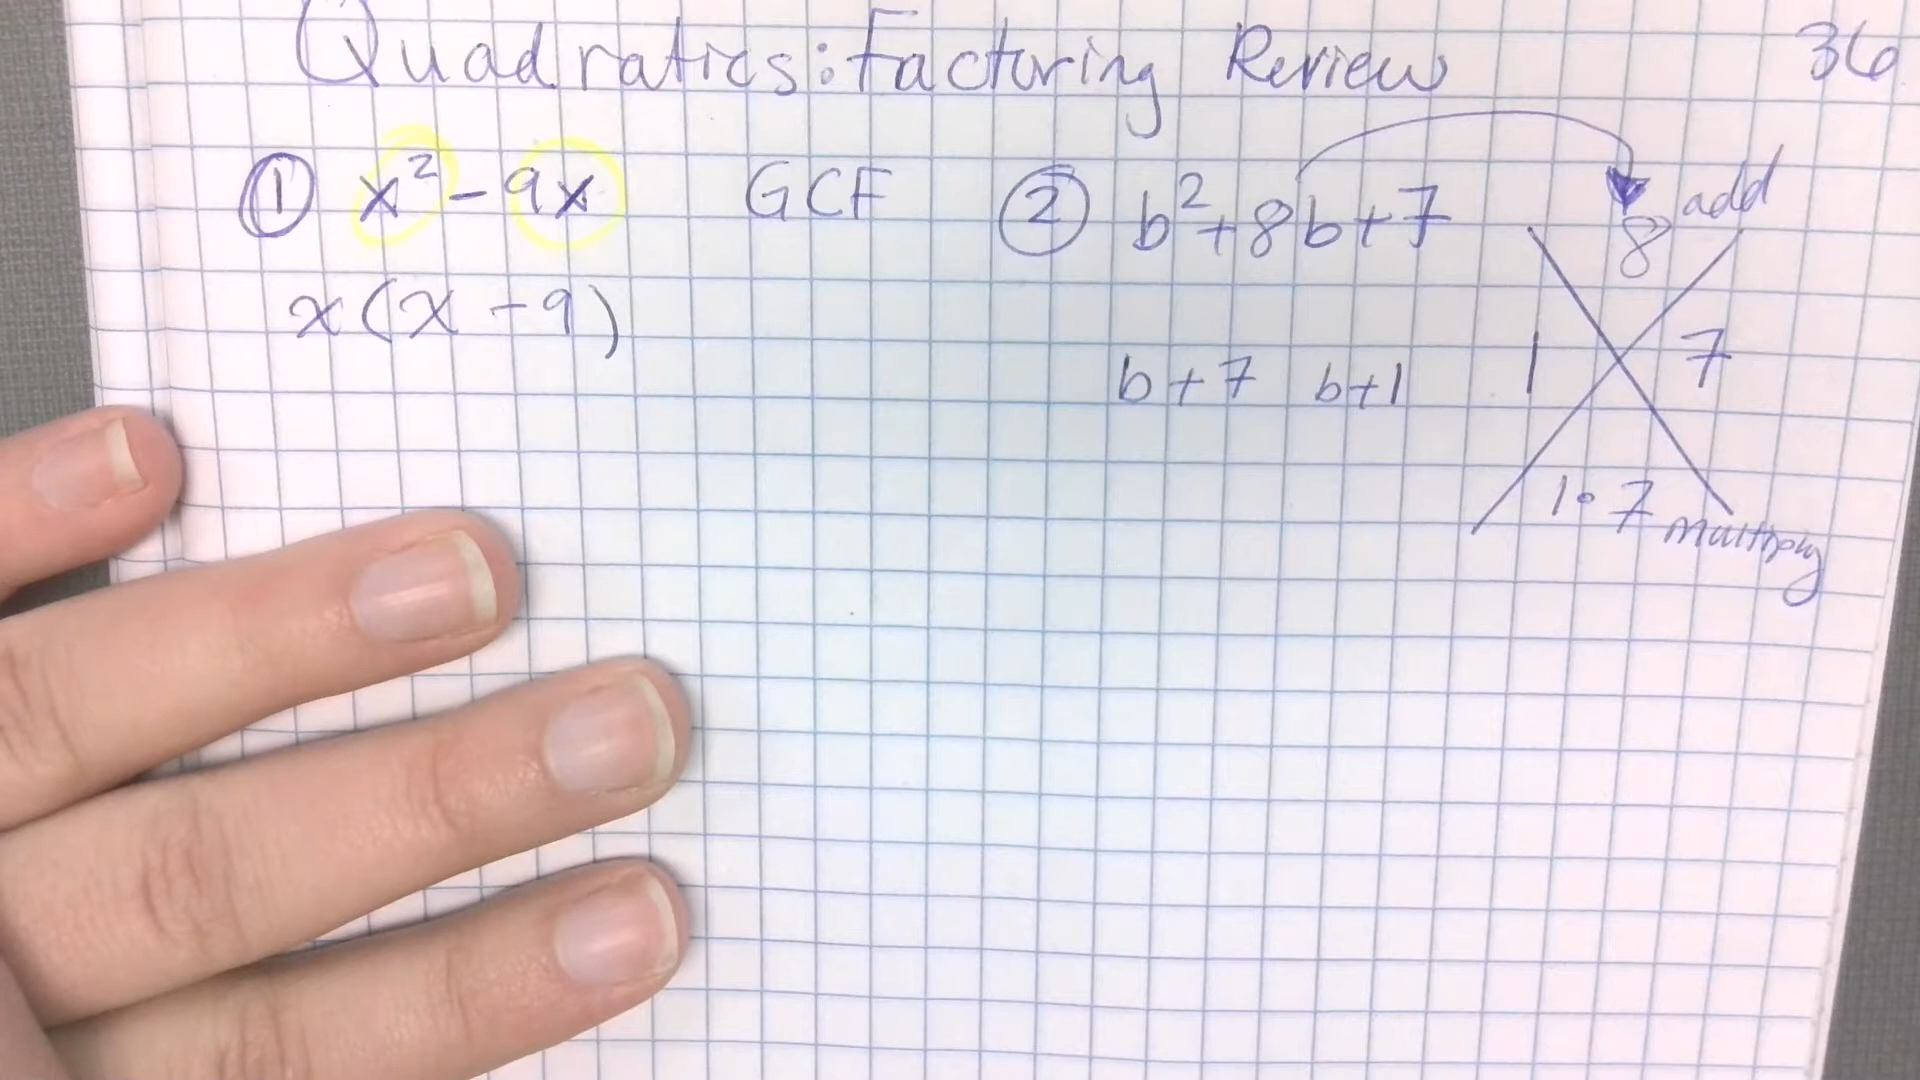 Quadratics: Factoring Review 36
① x² - 9x GCF
x(x - 9)
② b² + 8b + 7
b + 7 b + 1
8 add
1 7
1 • 7 multiply